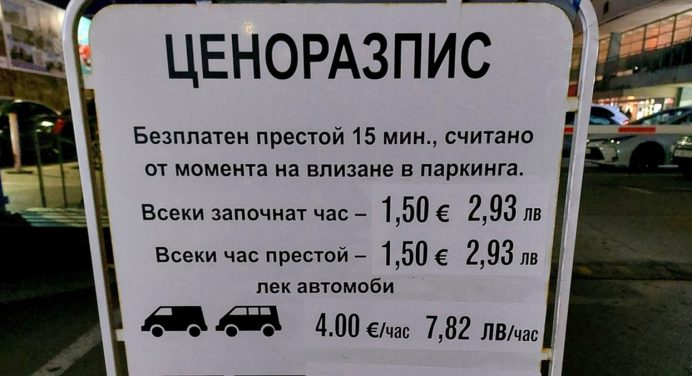 ЦЕНОРАЗПИС
Безплатен престой 15 мин., считано
от момента на влизане в паркинга.
Всеки започнат час – 1,50 € 2,93 лв
Всеки час престой – 1,50 € 2,93 лв
лек автомоби
4.00 €/час 7,82 лв/час